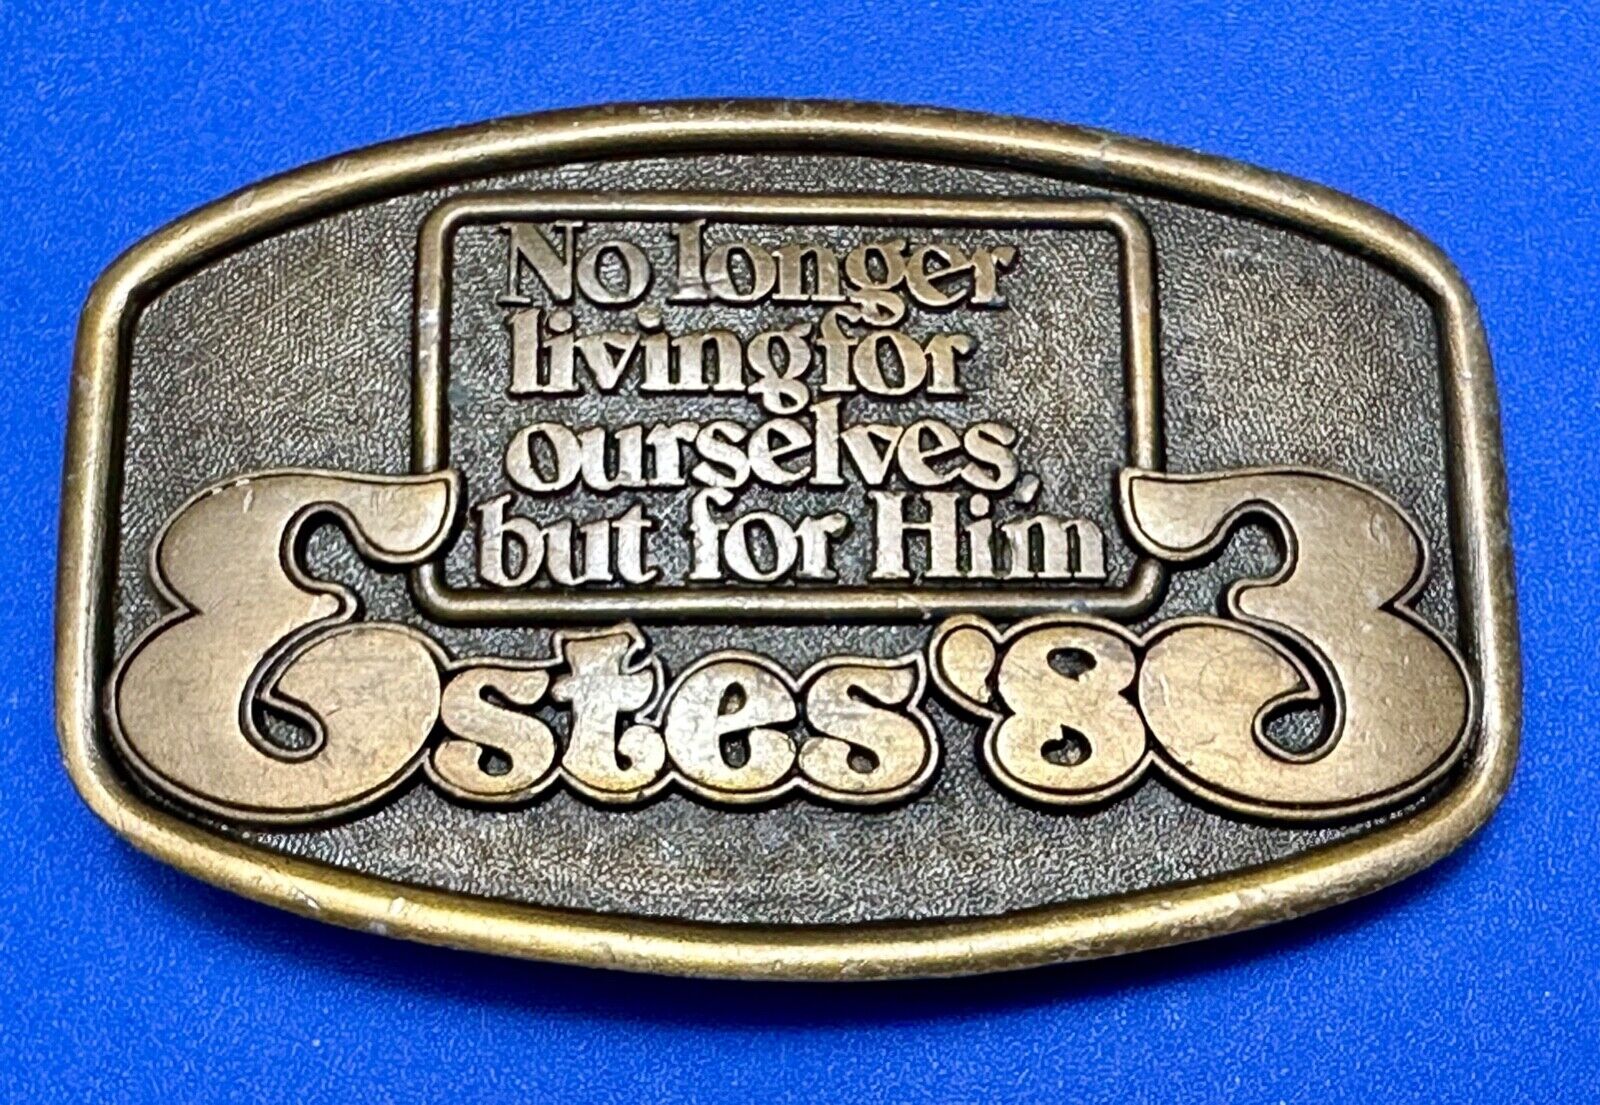 No longer
living for
ourselves,
but for Him
Estes '83